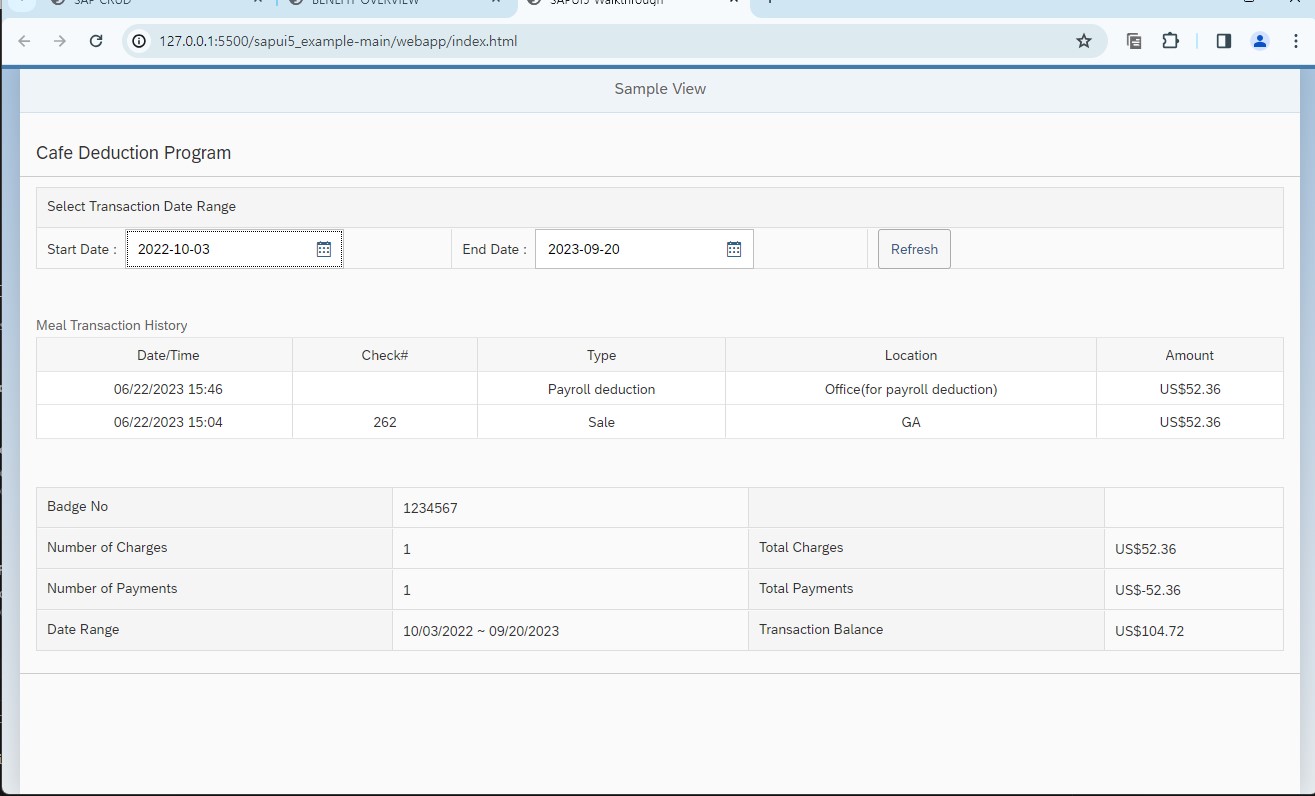 SAP CRUD
BENEFIT OVERVIEW
SAPUI5 Walkthrough
127.0.0.1:5500/sapui5_example-main/webapp/index.html
Sample View
Cafe Deduction Program
Select Transaction Date Range
Start Date : 2022-10-03 End Date : 2023-09-20 Refresh
Meal Transaction History
Date/Time Check# Type Location Amount
06/22/2023 15:46 Payroll deduction Office(for payroll deduction) US$52.36
06/22/2023 15:04 262 Sale GA US$52.36
Badge No 1234567
Number of Charges 1 Total Charges US$52.36
Number of Payments 1 Total Payments US$-52.36
Date Range 10/03/2022 ~ 09/20/2023 Transaction Balance US$104.72